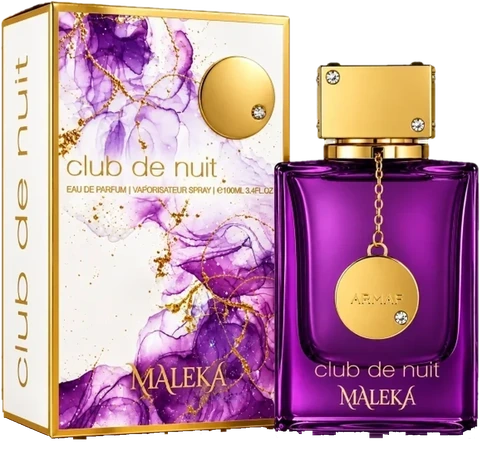 club de nuit
club de nuit
EAU DE PARFUM | VAPORISATEUR SPRAY | ℮100ML 3.4FL.OZ
MALEKA
ARMAF
club de nuit
MALEKA